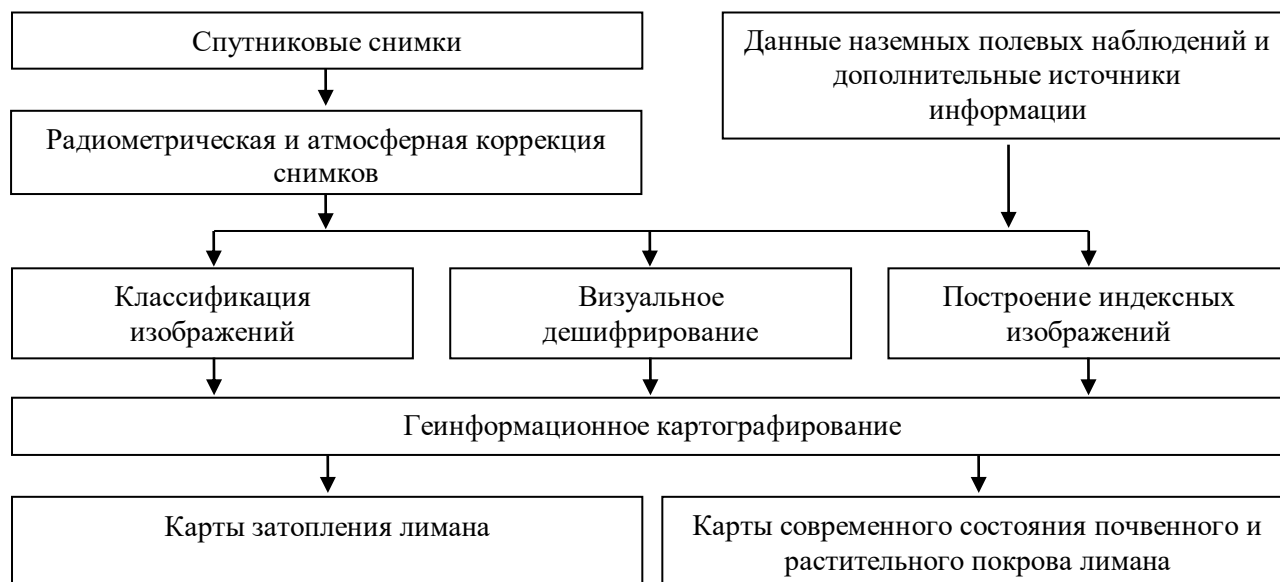 Спутниковые снимки
Данные наземных полевых наблюдений и
дополнительные источники
информации
Радиометрическая и атмосферная коррекция
снимков
Классификация
изображений
Визуальное
дешифрирование
Построение индексных
изображений
Геинформационное картографирование
Карты затопления лимана
Карты современного состояния почвенного и
растительного покрова лимана